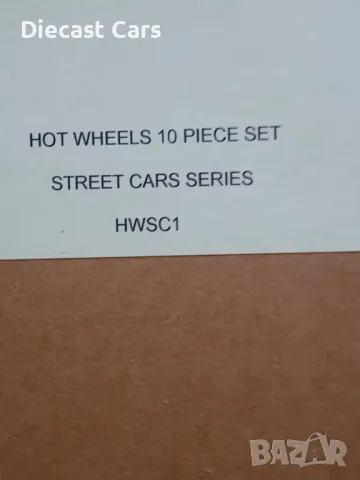 Diecast Cars
HOT WHEELS 10 PIECE SET
STREET CARS SERIES
HWSC1
BAZAR